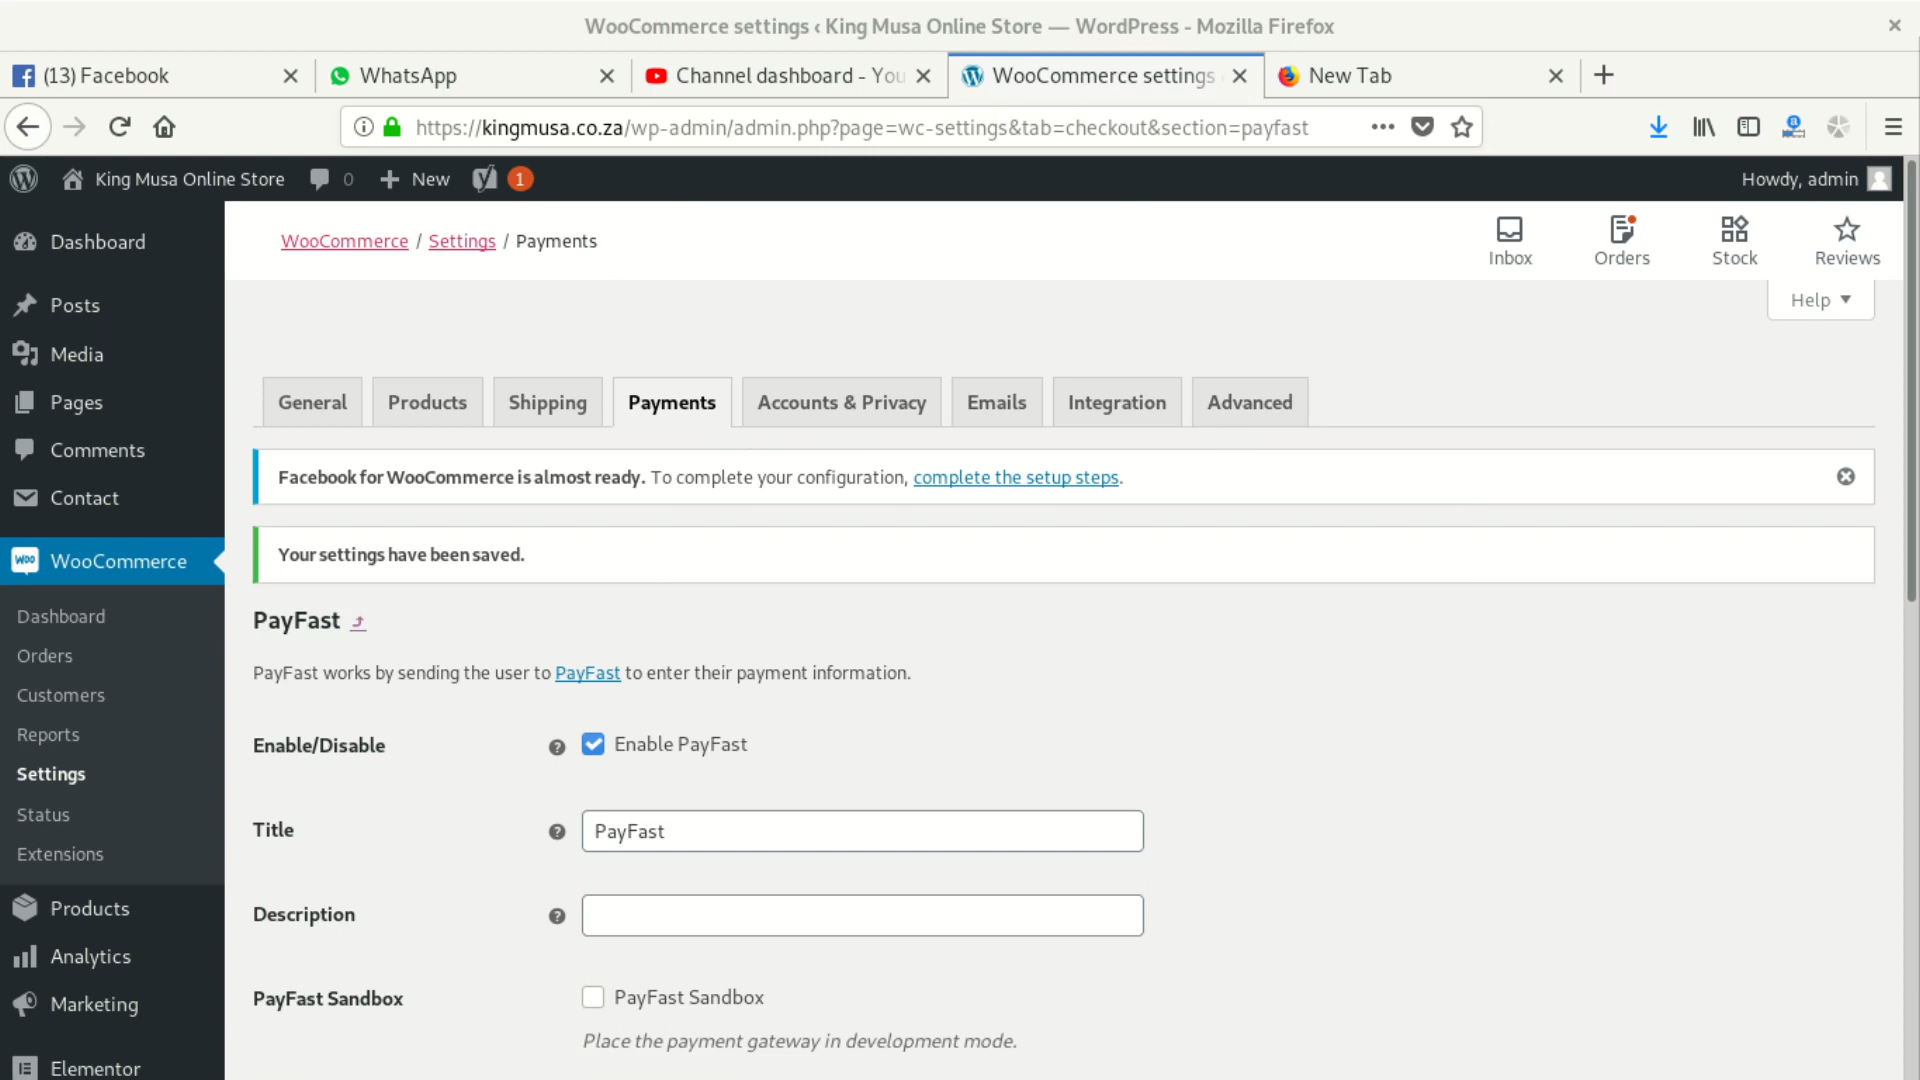 WooCommerce settings ‹ King Musa Online Store — WordPress - Mozilla Firefox
(13) Facebook
WhatsApp
Channel dashboard - You
WooCommerce settings
New Tab
https://kingmusa.co.za/wp-admin/admin.php?page=wc-settings&tab=checkout&section=payfast
King Musa Online Store
0
New
1
Howdy, admin
Dashboard
Posts
Media
Pages
Comments
Contact
WooCommerce
Dashboard
Orders
Customers
Reports
Settings
Status
Extensions
Products
Analytics
Marketing
Elementor
WooCommerce / Settings / Payments
Inbox
Orders
Stock
Reviews
Help
General
Products
Shipping
Payments
Accounts & Privacy
Emails
Integration
Advanced
Facebook for WooCommerce is almost ready. To complete your configuration, complete the setup steps.
Your settings have been saved.
PayFast
PayFast works by sending the user to PayFast to enter their payment information.
Enable/Disable
Enable PayFast
Title
PayFast
Description
PayFast Sandbox
PayFast Sandbox
Place the payment gateway in development mode.